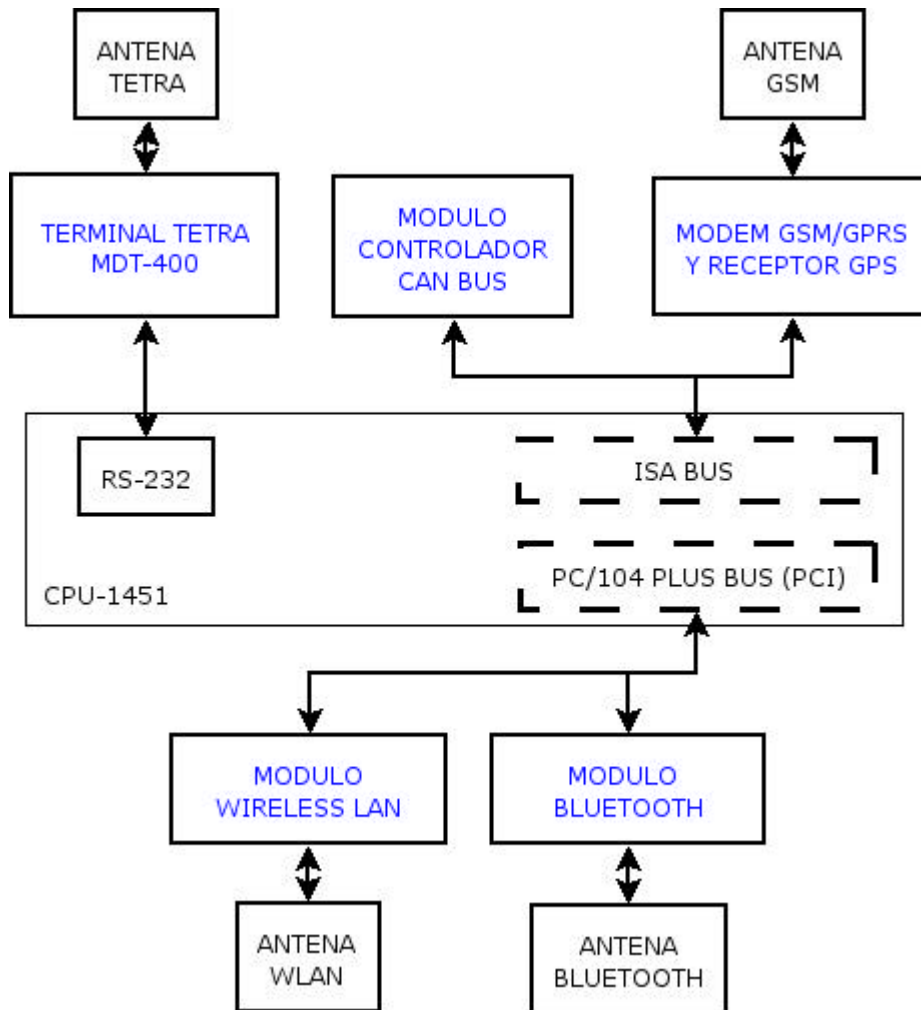 ANTENA
TETRA
ANTENA
GSM
TERMINAL TETRA
MDT-400
MODULO
CONTROLADOR
CAN BUS
MODEM GSM/GPRS
Y RECEPTOR GPS
RS-232
ISA BUS
PC/104 PLUS BUS (PCI)
CPU-1451
MODULO
WIRELESS LAN
MODULO
BLUETOOTH
ANTENA
WLAN
ANTENA
BLUETOOTH